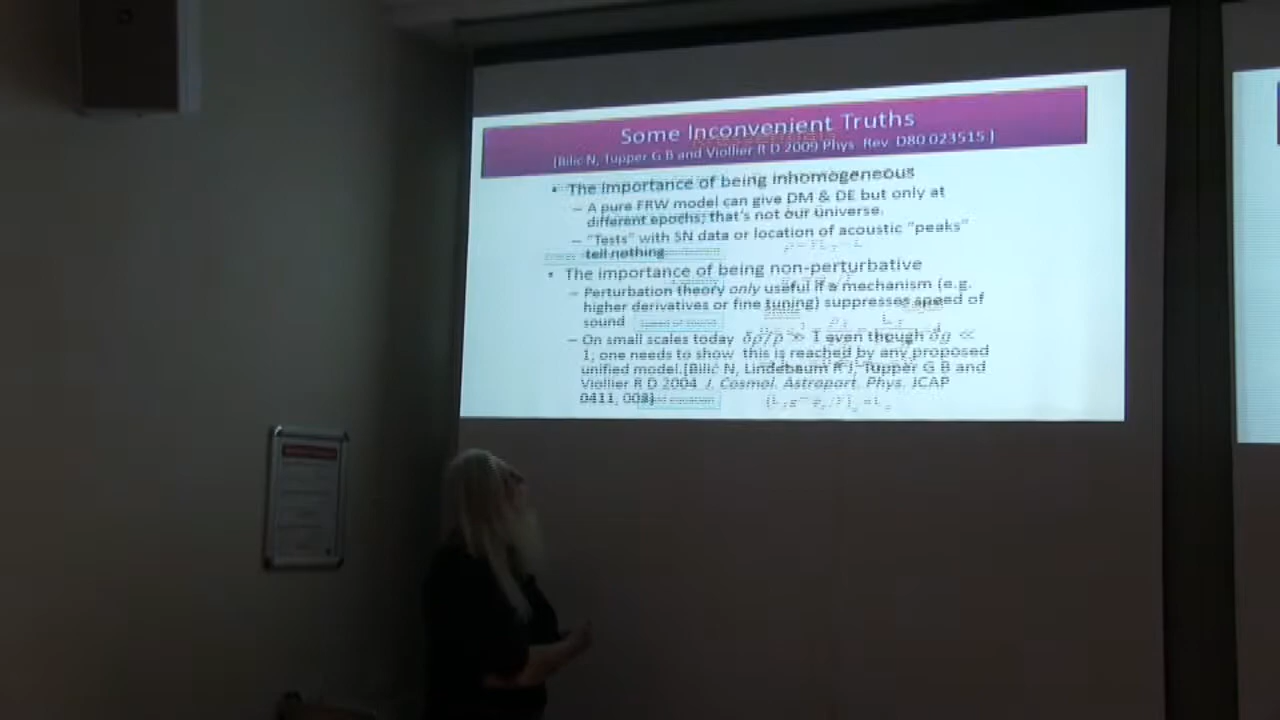 Some Inconvenient Truths
[Bilić N, Tupper G B and Viollier R D 2009 Phys. Rev. D80 023515.]
• The importance of being inhomogeneous
– A pure FRW model can give DM & DE but only at
different epochs; that's not our universe.
– "Tests" with SN data or location of acoustic "peaks"
tell nothing
• The importance of being non-perturbative
– Perturbation theory only useful if a mechanism (e.g.
higher derivatives or fine tuning) suppresses speed of
sound
– On small scales today δρ/ρ ≫ 1 even though δg ≪
1; one needs to show this is reached by any proposed
unified model.[Bilić N, Lindebaum R J, Tupper G B and
Viollier R D 2004 J. Cosmol. Astropart. Phys. JCAP
0411, 008]